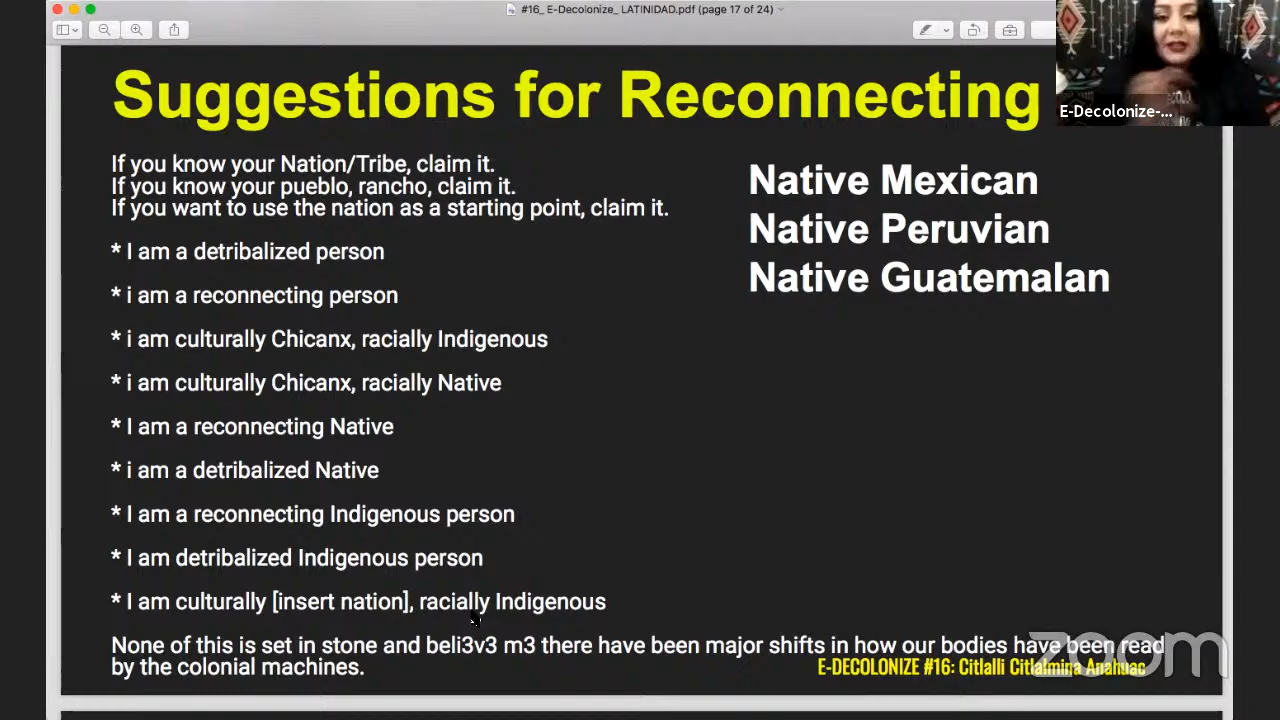 #16_ E-Decolonize_ LATINIDAD.pdf (page 17 of 24)
E-Decolonize-...
Suggestions for Reconnecting
If you know your Nation/Tribe, claim it.
If you know your pueblo, rancho, claim it.
If you want to use the nation as a starting point, claim it.
* I am a detribalized person
* i am a reconnecting person
* i am culturally Chicanx, racially Indigenous
* i am culturally Chicanx, racially Native
* I am a reconnecting Native
* i am a detribalized Native
* I am a reconnecting Indigenous person
* I am detribalized Indigenous person
* I am culturally [insert nation], racially Indigenous
None of this is set in stone and beli3v3 m3 there have been major shifts in how our bodies have been read
by the colonial machines.
Native Mexican
Native Peruvian
Native Guatemalan
E-DECOLONIZE #16: Citlalli Citlalmina Anahuac
zoom